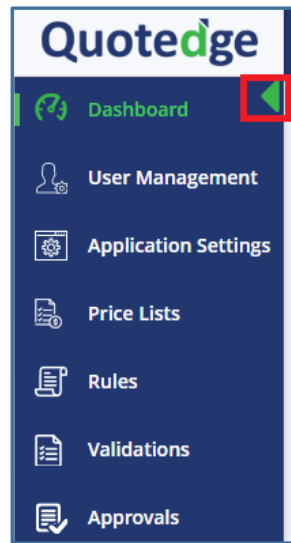 Quotedge
Dashboard
User Management
Application Settings
Price Lists
Rules
Validations
Approvals